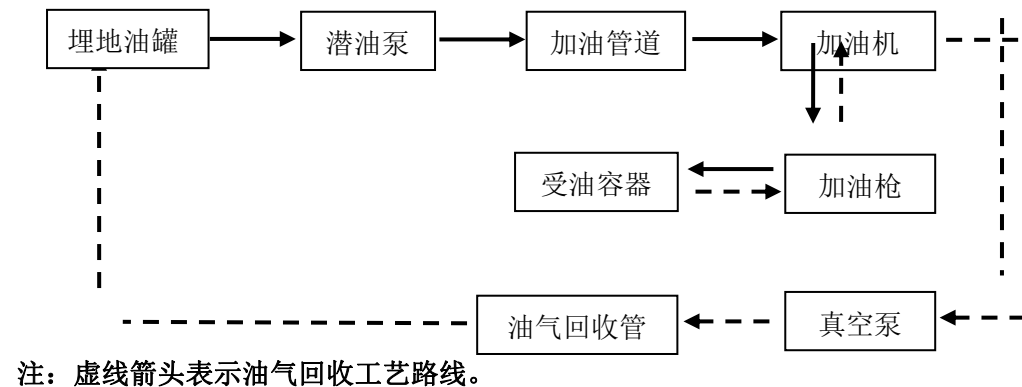 埋地油罐
潜油泵
加油管道
加油机
受油容器
加油枪
油气回收管
真空泵
注：虚线箭头表示油气回收工艺路线。